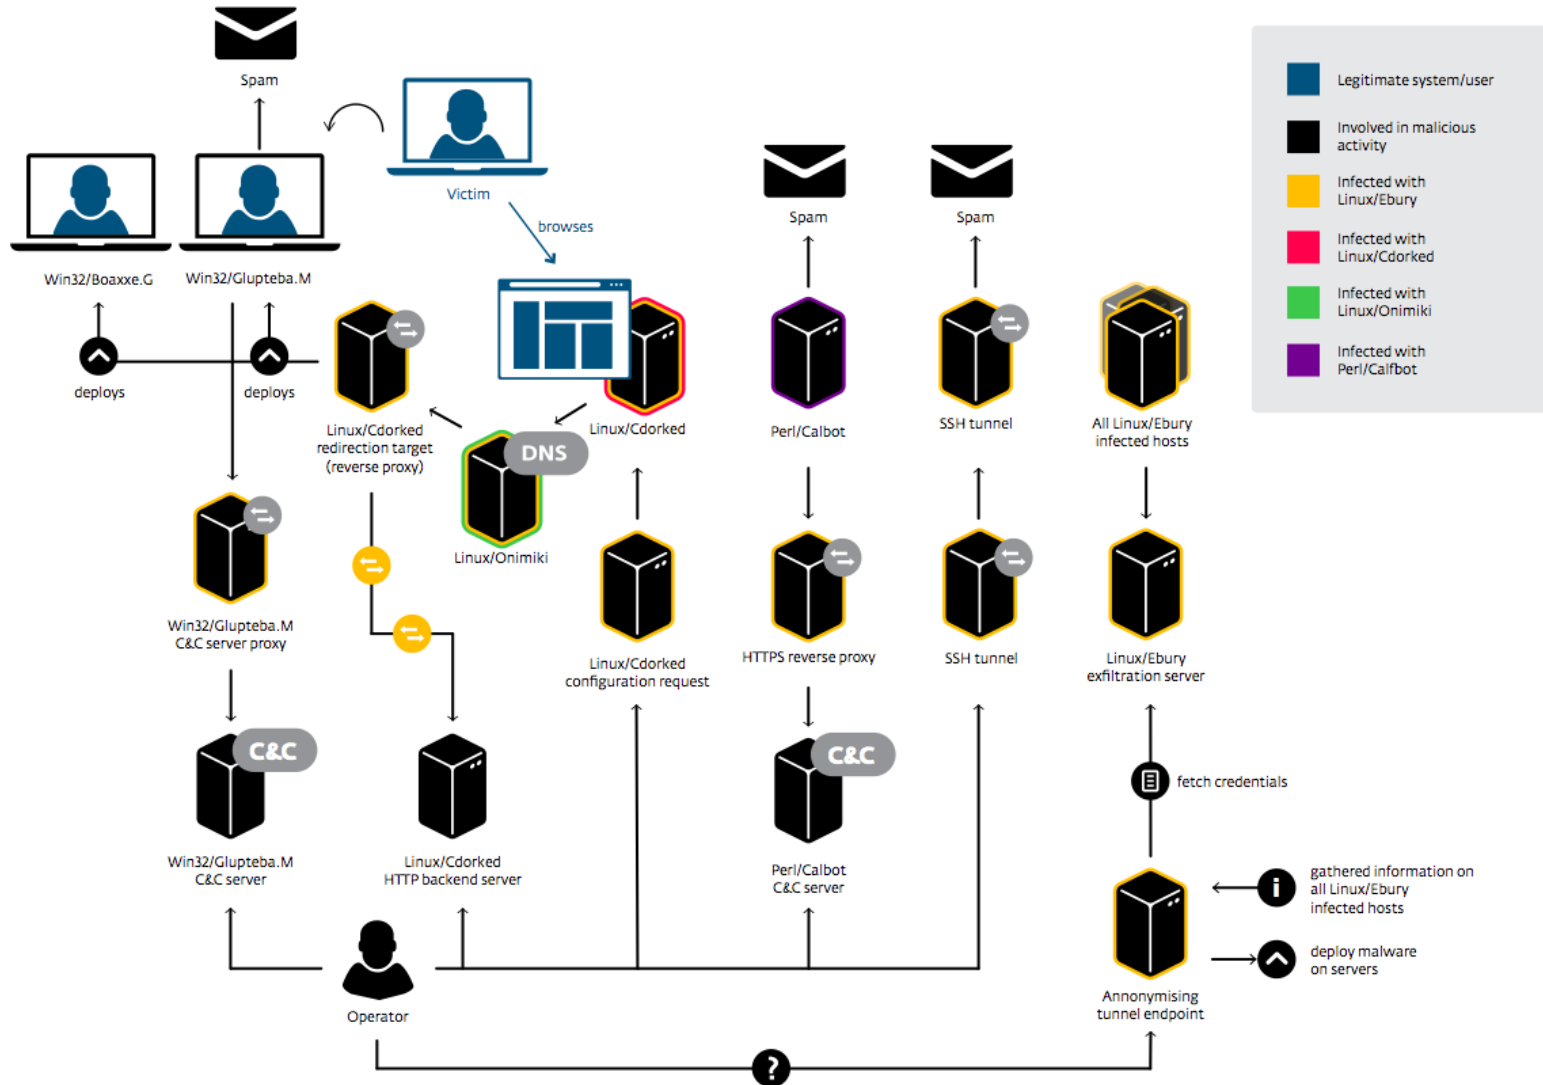 Spam
Victim
browses
Win32/Boaxxe.G
Win32/Glupteba.M
deploys
deploys
Linux/Cdorked
redirection target
(reverse proxy)
DNS
Linux/Onimiki
Linux/Cdorked
Spam
Spam
Perl/Calbot
SSH tunnel
All Linux/Ebury
infected hosts
Win32/Glupteba.M
C&C server proxy
Linux/Cdorked
configuration request
HTTPS reverse proxy
SSH tunnel
Linux/Ebury
exfiltration server
C&C
Win32/Glupteba.M
C&C server
Linux/Cdorked
HTTP backend server
C&C
Perl/Calbot
C&C server
fetch credentials
i
gathered information on
all Linux/Ebury
infected hosts
deploy malware
on servers
Annonymising
tunnel endpoint
Operator
?
Legitimate system/user
Involved in malicious
activity
Infected with
Linux/Ebury
Infected with
Linux/Cdorked
Infected with
Linux/Onimiki
Infected with
Perl/Calfbot